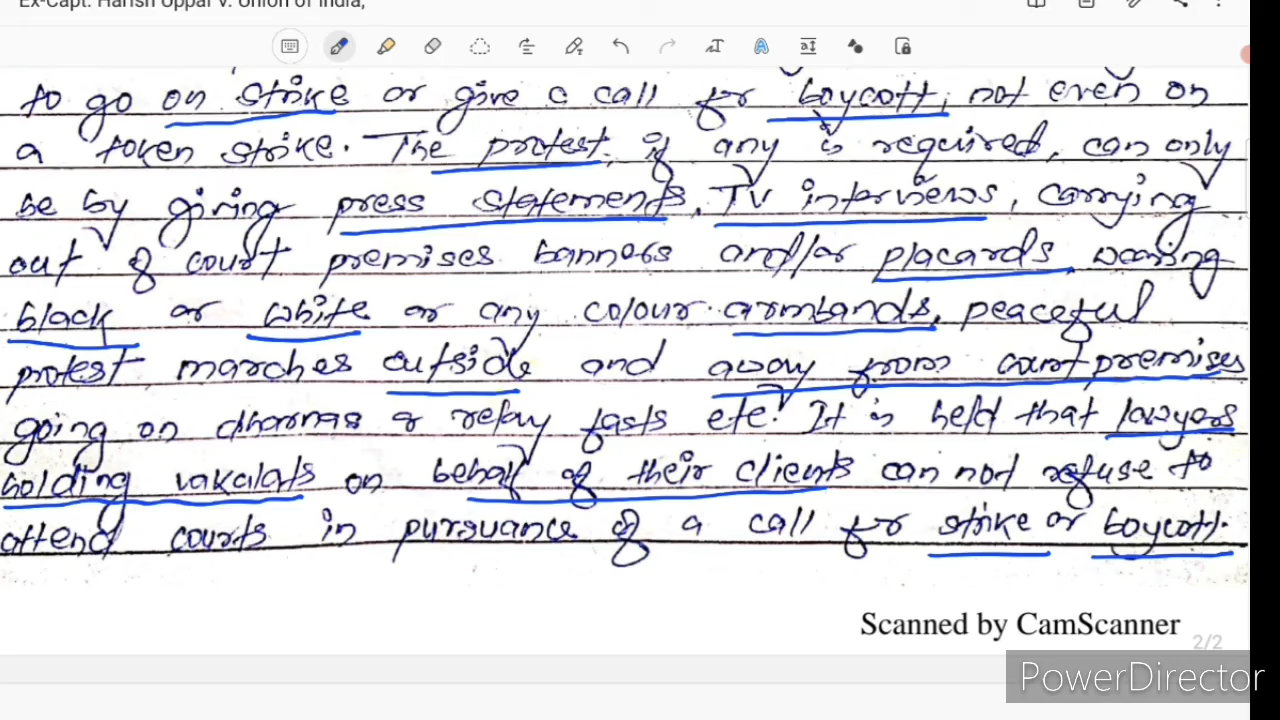 Ex-Capt. Harish Uppal V. Union of India,
to go on strike or give a call for boycott, not even on
a token strike. The protest, if any is required, can only
be by giving press statements, TV interviews, carrying
out of court premises banners and/or placards, wearing
black or white or any colour armbands, peaceful
protest marches outside and away from court premises
going on dharnas or relay fasts etc. It is held that lawyers
holding vakalats on behalf of their clients can not refuse to
attend courts in pursuance of a call for strike or boycott.
Scanned by CamScanner
2/2
PowerDirector